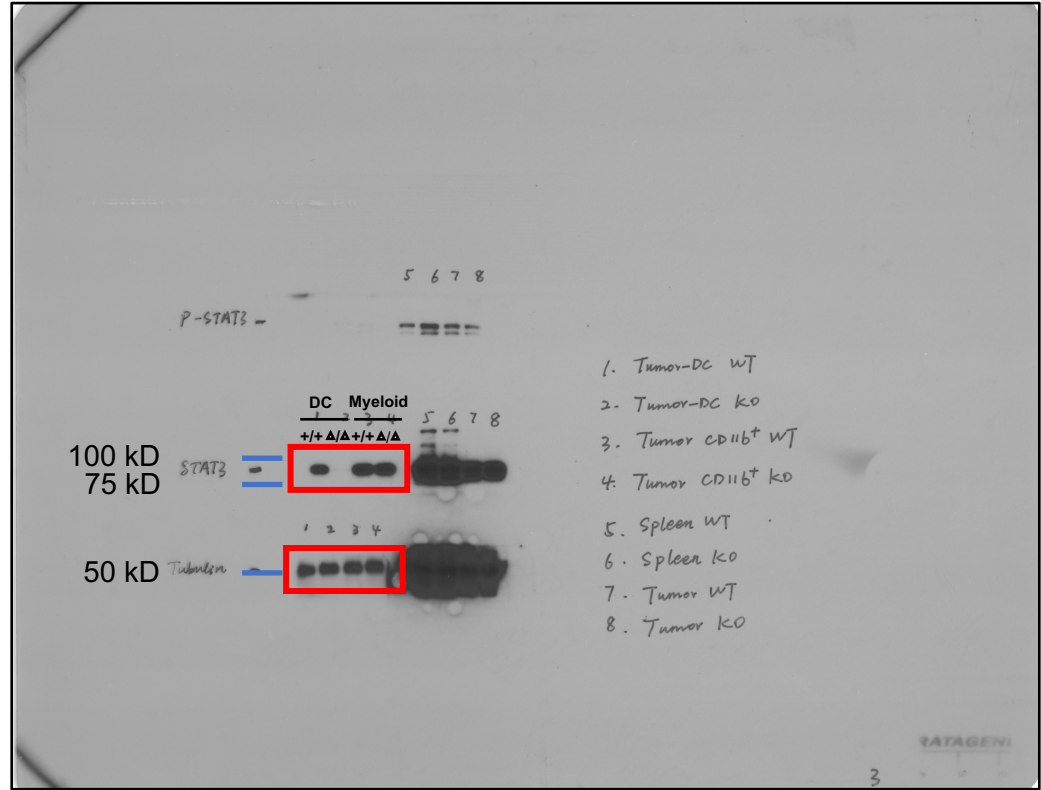 5 6 7 8
P-STAT3 -
1. Tumor-DC WT
DC Myeloid
2. Tumor-DC KO
1 2 3 4 5 6 7 8
+/+ Δ/Δ +/+ Δ/Δ
3. Tumor CD11b+ WT
100 kD
STAT3 -
75 kD
4. Tumor CD11b+ KO
1 2 3 4
5. Spleen WT
6. Spleen KO
50 kD
Tubulin -
7. Tumor WT
8. Tumor KO
3